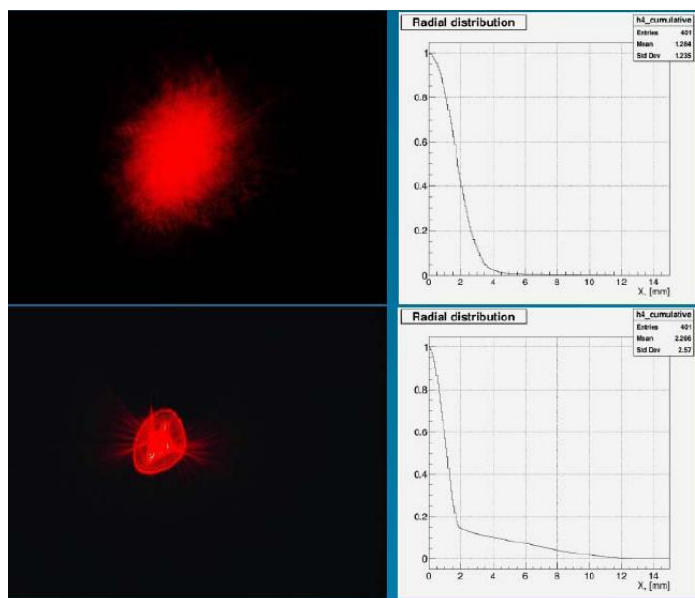 Radial distribution
h4_cumulative
Entries 401
Mean 1.284
Std Dev 1.235
1
0.8
0.6
0.4
0.2
0
0 2 4 6 8 10 12 14
X, [mm]
Radial distribution
h4_cumulative
Entries 401
Mean 2.266
Std Dev 2.57
1
0.8
0.6
0.4
0.2
0
0 2 4 6 8 10 12 14
X, [mm]